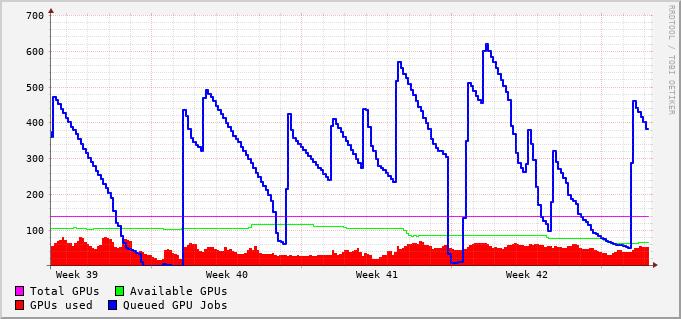 700
600
500
400
300
200
100
Week 39 Week 40 Week 41 Week 42
Total GPUs Available GPUs
GPUs used Queued GPU Jobs
RRDTOOL / TOBI OETIKER